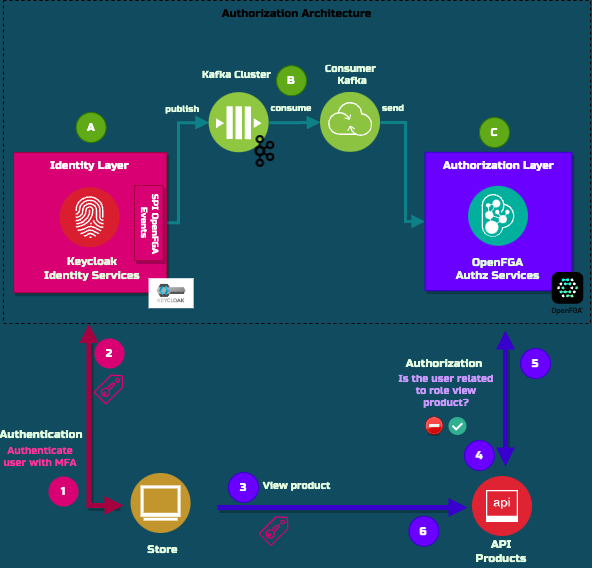 Authorization Architecture
Kafka Cluster
B
Consumer
Kafka
publish
consume
send
A
C
Identity Layer
Authorization Layer
SPI OpenFGA
Events
Keycloak
Identity Services
OpenFGA
Authz Services
KEYCLOAK
OpenFGA
2
Authorization
5
Is the user related
to role view
product?
Authentication
Authenticate
user with MFA
4
1
3
View product
api
6
Store
API
Products